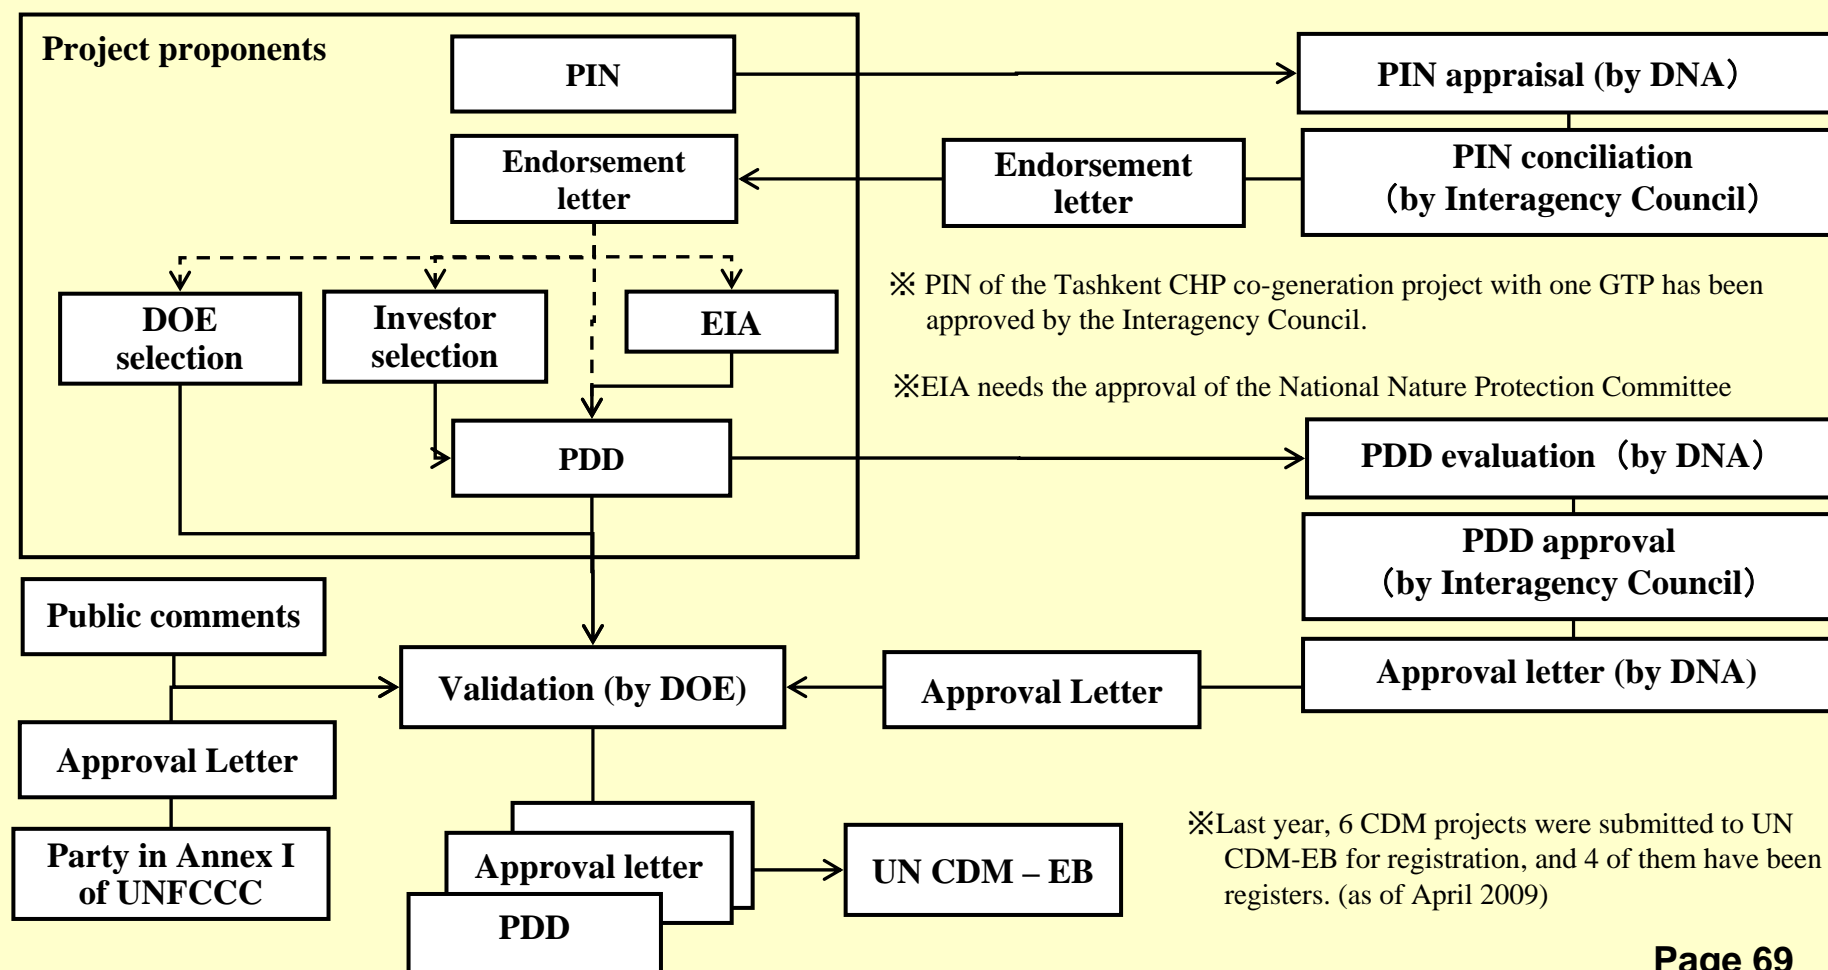 Project proponents
PIN
PIN appraisal (by DNA）
Endorsement
letter
Endorsement
letter
PIN conciliation
（by Interagency Council）
DOE
selection
Investor
selection
EIA
※ PIN of the Tashkent CHP co-generation project with one GTP has been
approved by the Interagency Council.
※EIA needs the approval of the National Nature Protection Committee
PDD
PDD evaluation（by DNA）
PDD approval
（by Interagency Council）
Public comments
Validation (by DOE)
Approval Letter
Approval letter (by DNA)
Approval Letter
Party in Annex I
of UNFCCC
Approval letter
PDD
UN CDM – EB
※Last year, 6 CDM projects were submitted to UN
CDM-EB for registration, and 4 of them have been
registers. (as of April 2009)
Page 69